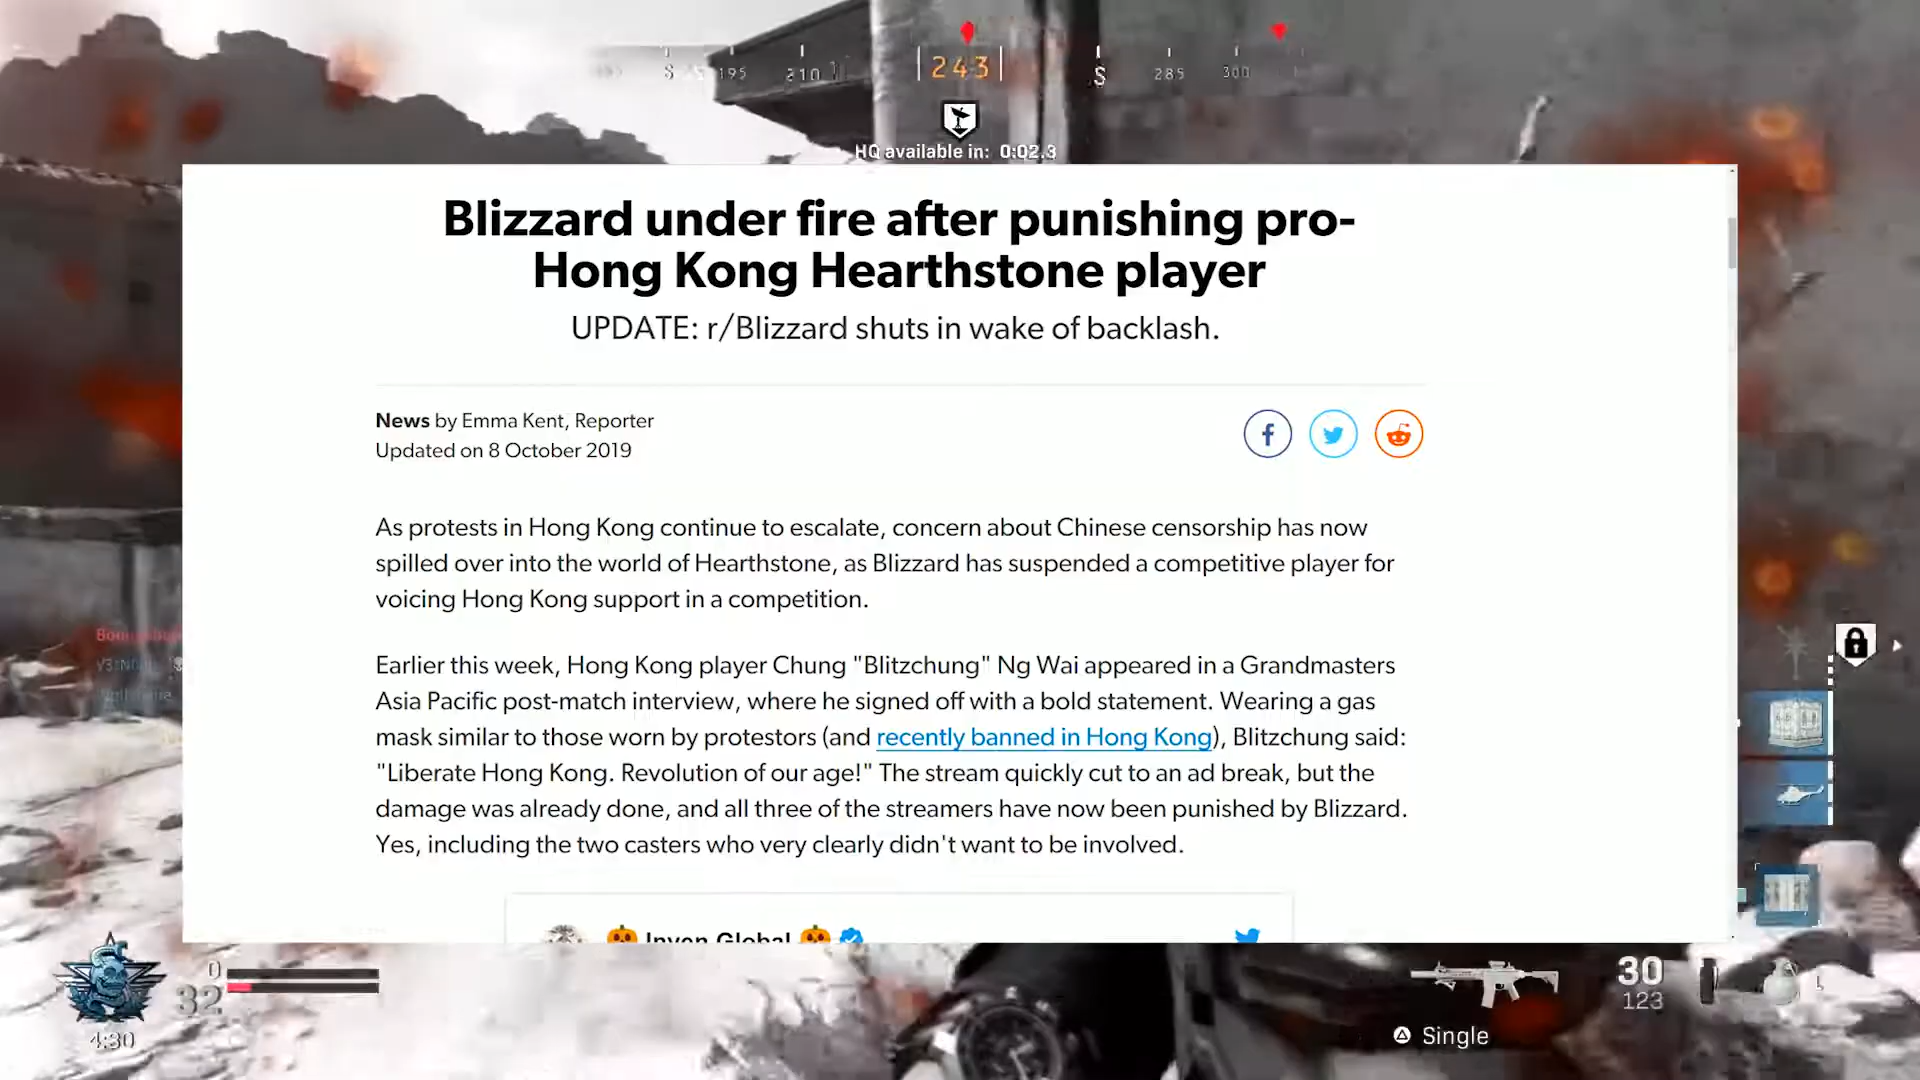 S 195 210
243
S 285 300
HQ available in: 0:02.3
Blizzard under fire after punishing pro-
Hong Kong Hearthstone player
UPDATE: r/Blizzard shuts in wake of backlash.
News by Emma Kent, Reporter
Updated on 8 October 2019
As protests in Hong Kong continue to escalate, concern about Chinese censorship has now
spilled over into the world of Hearthstone, as Blizzard has suspended a competitive player for
voicing Hong Kong support in a competition.
Earlier this week, Hong Kong player Chung "Blitzchung" Ng Wai appeared in a Grandmasters
Asia Pacific post-match interview, where he signed off with a bold statement. Wearing a gas
mask similar to those worn by protestors (and recently banned in Hong Kong), Blitzchung said:
"Liberate Hong Kong. Revolution of our age!" The stream quickly cut to an ad break, but the
damage was already done, and all three of the streamers have now been punished by Blizzard.
Yes, including the two casters who very clearly didn't want to be involved.
Inven Global
0
32
4:30
30
123
Single